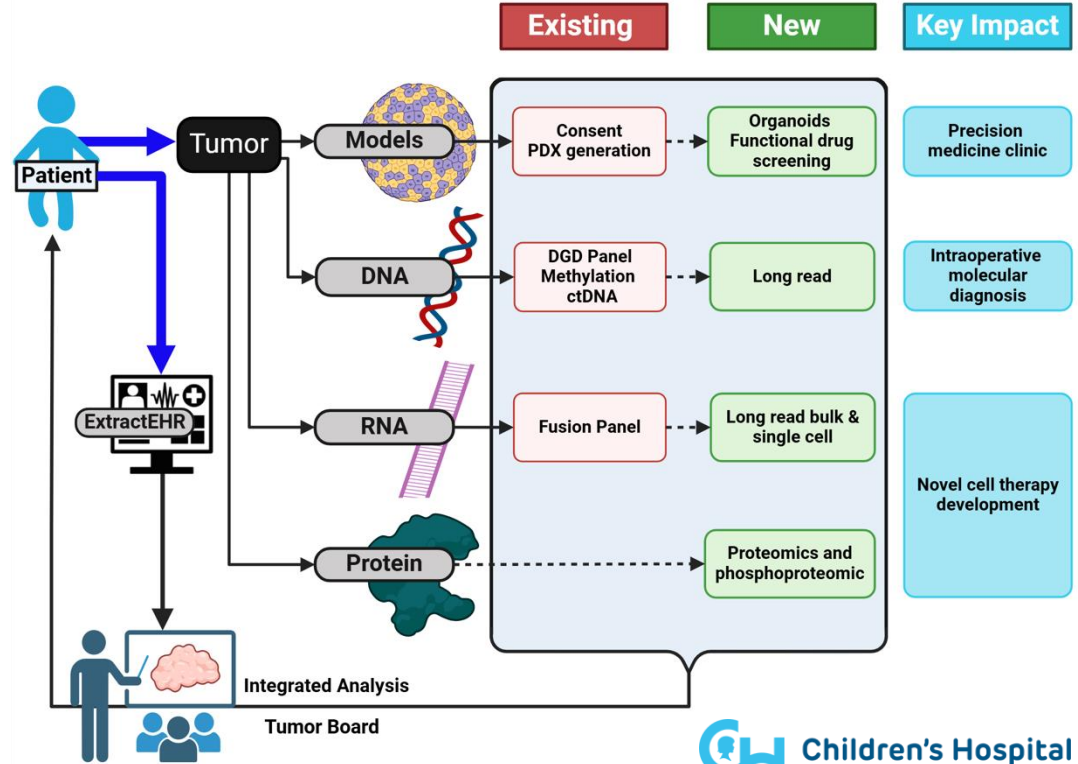 Existing
New
Key Impact
Patient
Tumor
Models
Consent
PDX generation
Organoids
Functional drug
screening
Precision
medicine clinic
DNA
DGD Panel
Methylation
ctDNA
Long read
Intraoperative
molecular
diagnosis
ExtractEHR
RNA
Fusion Panel
Long read bulk &
single cell
Novel cell therapy
development
Protein
Proteomics and
phosphoproteomic
Integrated Analysis
Tumor Board
Children's Hospital